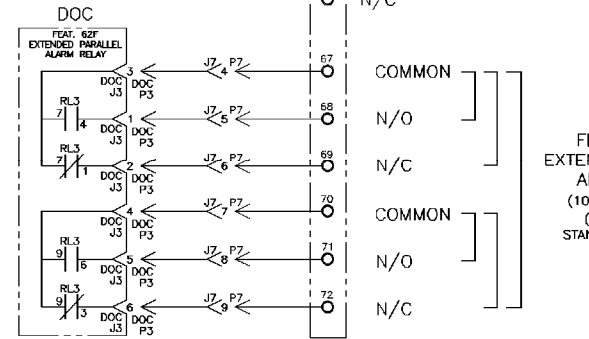 N/C
DOC
FEAT. 62F
EXTENDED PARALLEL
ALARM RELAY
3 J7 4 P7 67 COMMON
DOC J3 DOC P3
RL3
7 4 1 J7 5 P7 68 N/O
DOC J3 DOC P3
RL3
7 1 2 J7 6 P7 69 N/C
DOC J3 DOC P3
4 J7 7 P7 70 COMMON
DOC J3 DOC P3
RL3
9 6 5 J7 8 P7 71 N/O
DOC J3 DOC P3
RL3
9 3 6 J7 9 P7 72 N/C
DOC J3 DOC P3